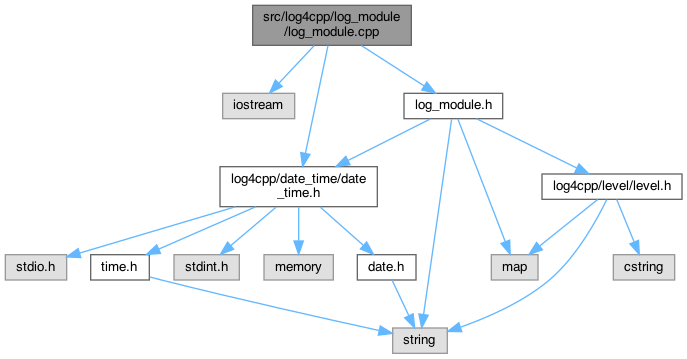 src/log4cpp/log_module
/log_module.cpp
iostream
log_module.h
log4cpp/date_time/date
_time.h
log4cpp/level/level.h
stdio.h
time.h
stdint.h
memory
date.h
map
cstring
string